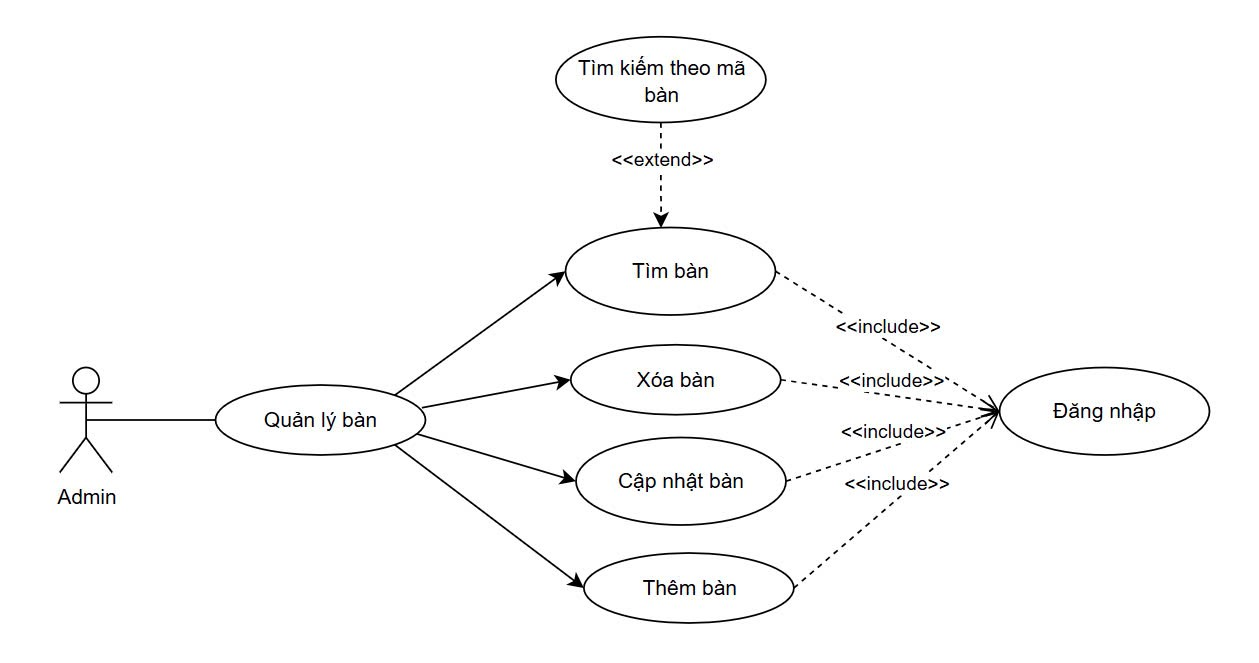 Tìm kiếm theo mã
bàn
<<extend>>
Tìm bàn
<<include>>
Xóa bàn
<<include>>
Đăng nhập
Quản lý bàn
<<include>>
Cập nhật bàn
<<include>>
Admin
Thêm bàn